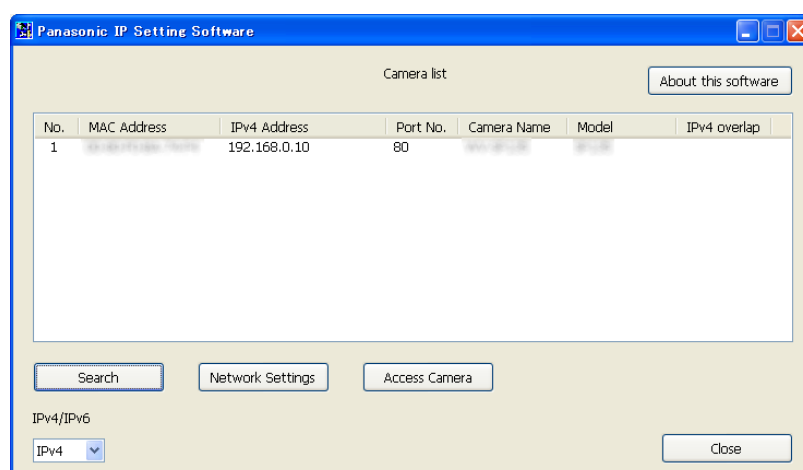 Panasonic IP Setting Software
Camera list
About this software
No. MAC Address IPv4 Address Port No. Camera Name Model IPv4 overlap
1 192.168.0.10 80
Search Network Settings Access Camera
IPv4/IPv6
IPv4 Close